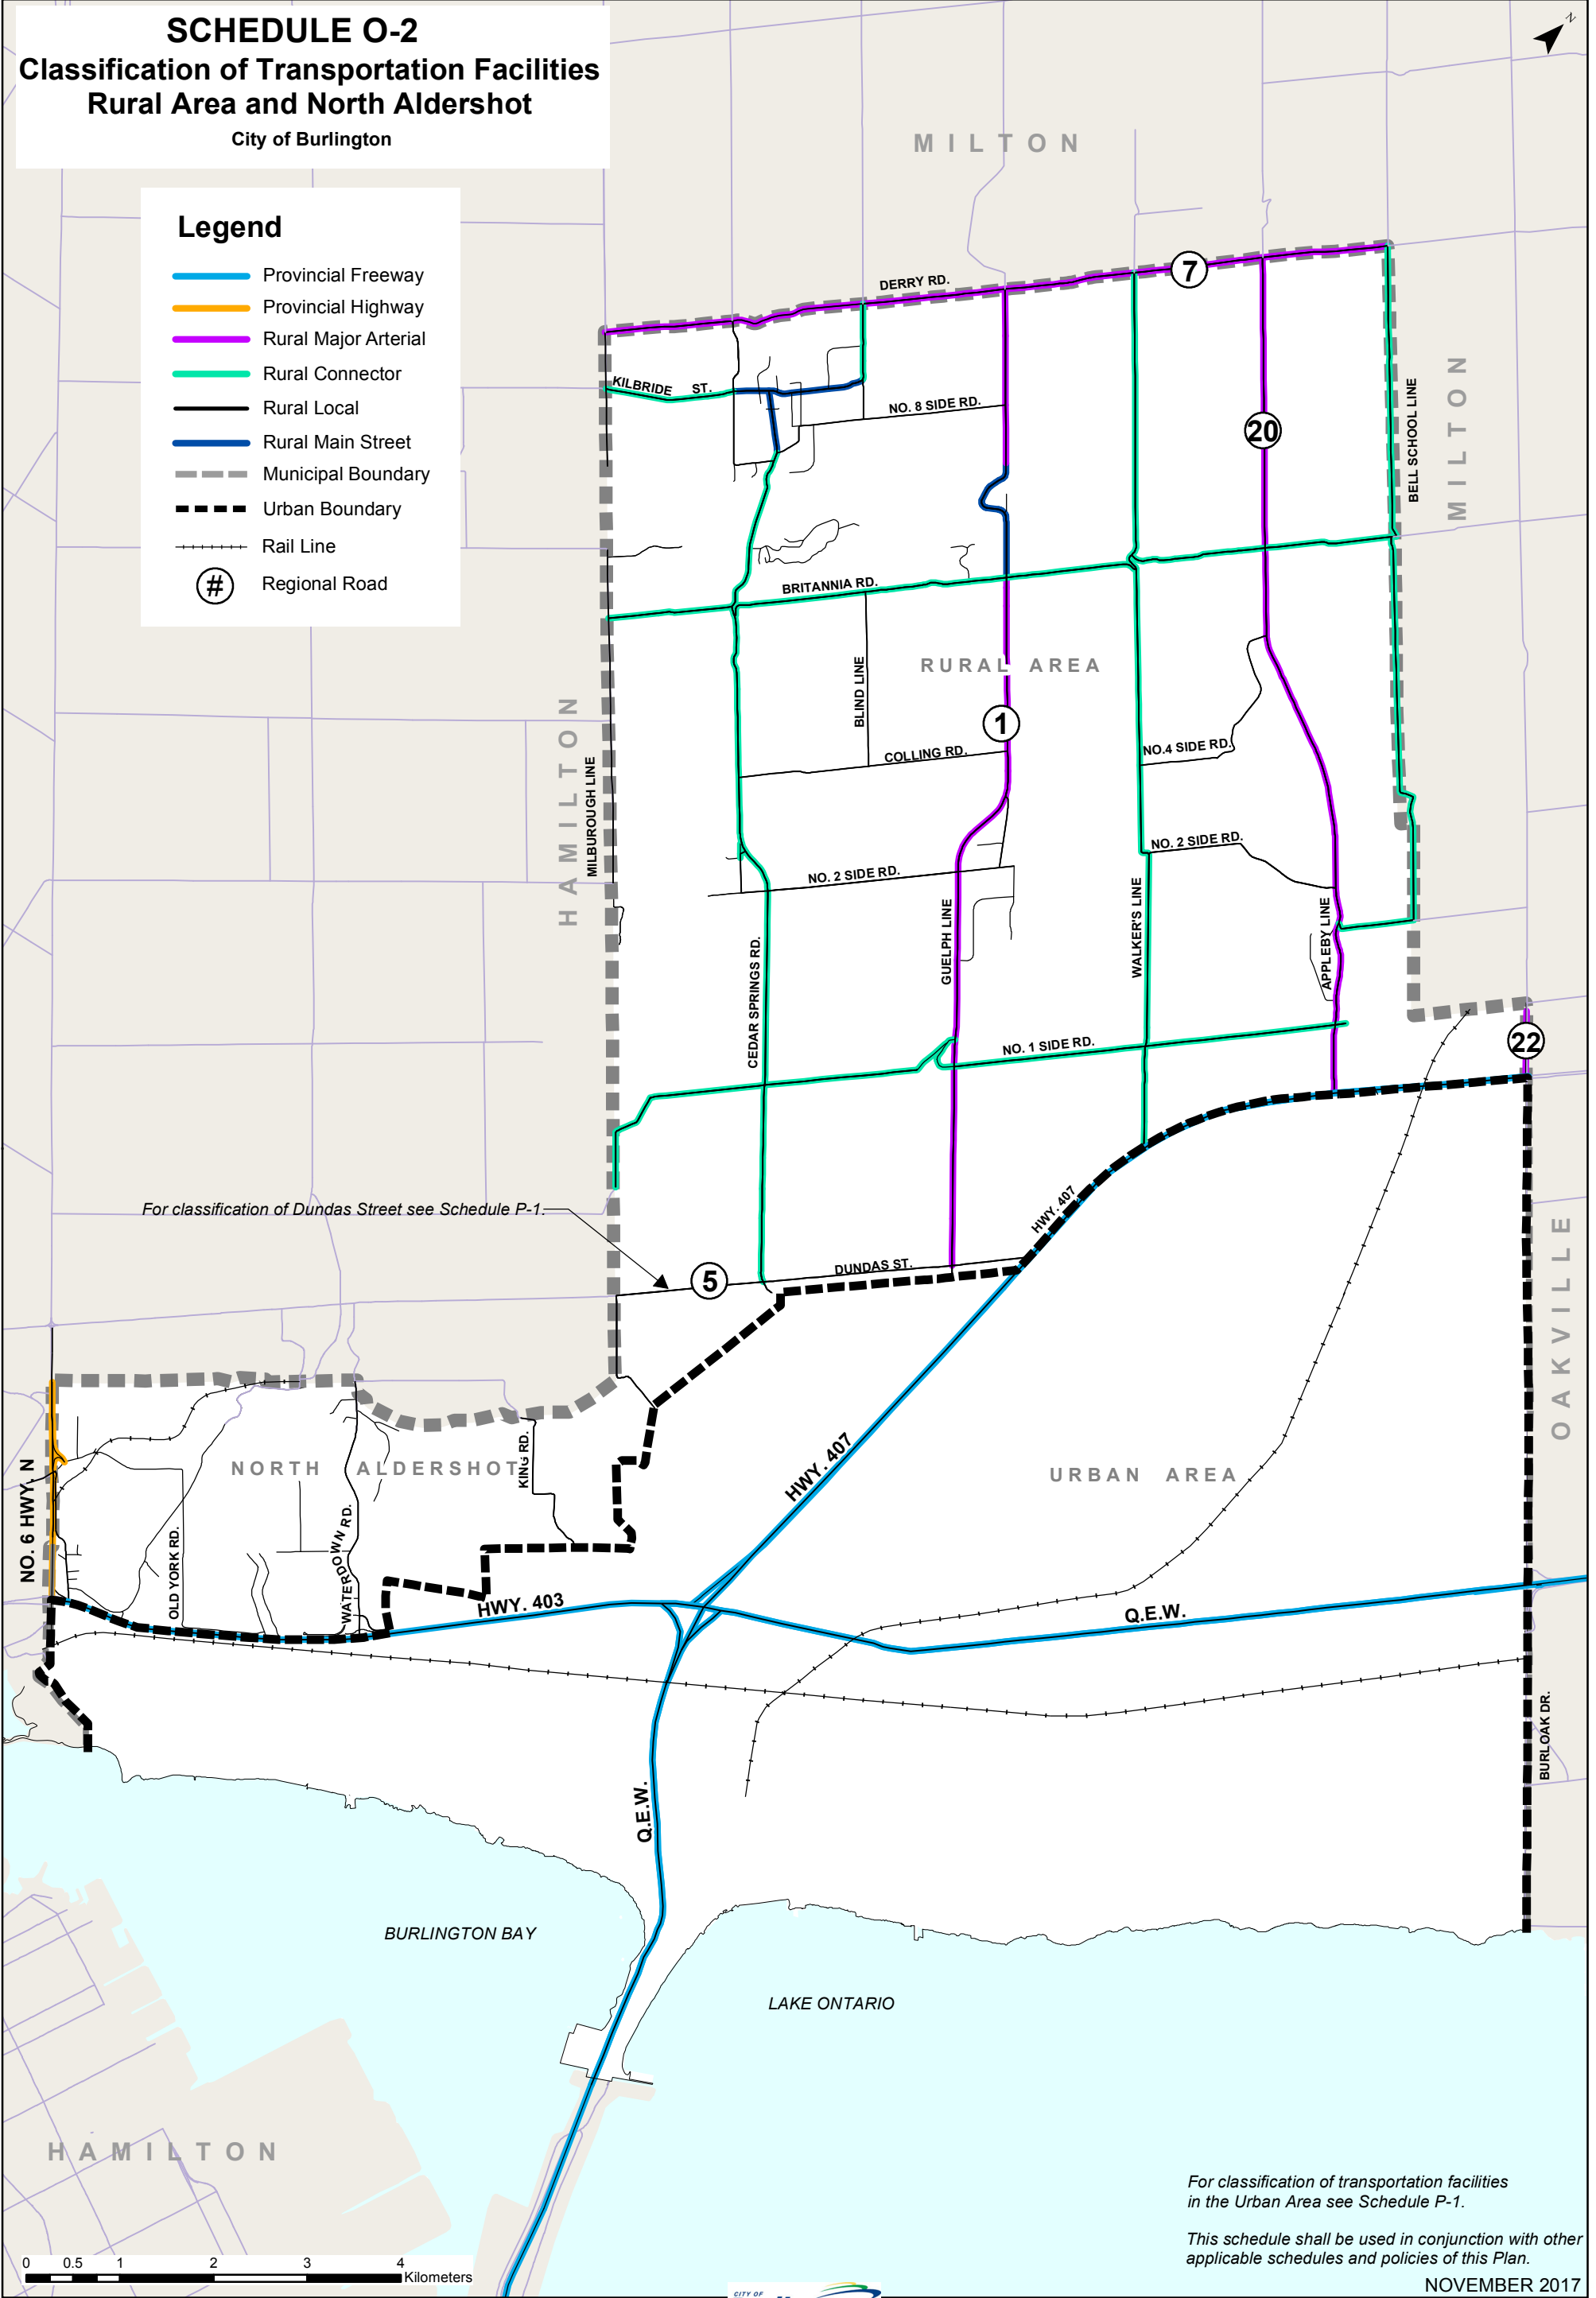 SCHEDULE O-2
Classification of Transportation Facilities
Rural Area and North Aldershot
City of Burlington
N
Legend
Provincial Freeway
Provincial Highway
Rural Major Arterial
Rural Connector
Rural Local
Rural Main Street
Municipal Boundary
Urban Boundary
Rail Line
# Regional Road
MILTON
DERRY RD.
7
KILBRIDE ST.
NO. 8 SIDE RD.
20
BELL SCHOOL LINE
MILTON
BRITANNIA RD.
RURAL AREA
BLIND LINE
1
COLLING RD.
NO.4 SIDE RD.
HAMILTON
MILBUROUGH LINE
NO. 2 SIDE RD.
NO. 2 SIDE RD.
CEDAR SPRINGS RD.
GUELPH LINE
WALKER'S LINE
APPLEBY LINE
NO. 1 SIDE RD.
22
For classification of Dundas Street see Schedule P-1.
HWY. 407
5
DUNDAS ST.
OAKVILLE
NO. 6 HWY. N
NORTH ALDERSHOT
KING RD.
OLD YORK RD.
WATERDOWN RD.
HWY. 407
URBAN AREA
HWY. 403
Q.E.W.
Q.E.W.
BURLOAK DR.
BURLINGTON BAY
LAKE ONTARIO
HAMILTON
For classification of transportation facilities
in the Urban Area see Schedule P-1.
This schedule shall be used in conjunction with other
applicable schedules and policies of this Plan.
0 0.5 1 2 3 4
Kilometers
NOVEMBER 2017
CITY OF